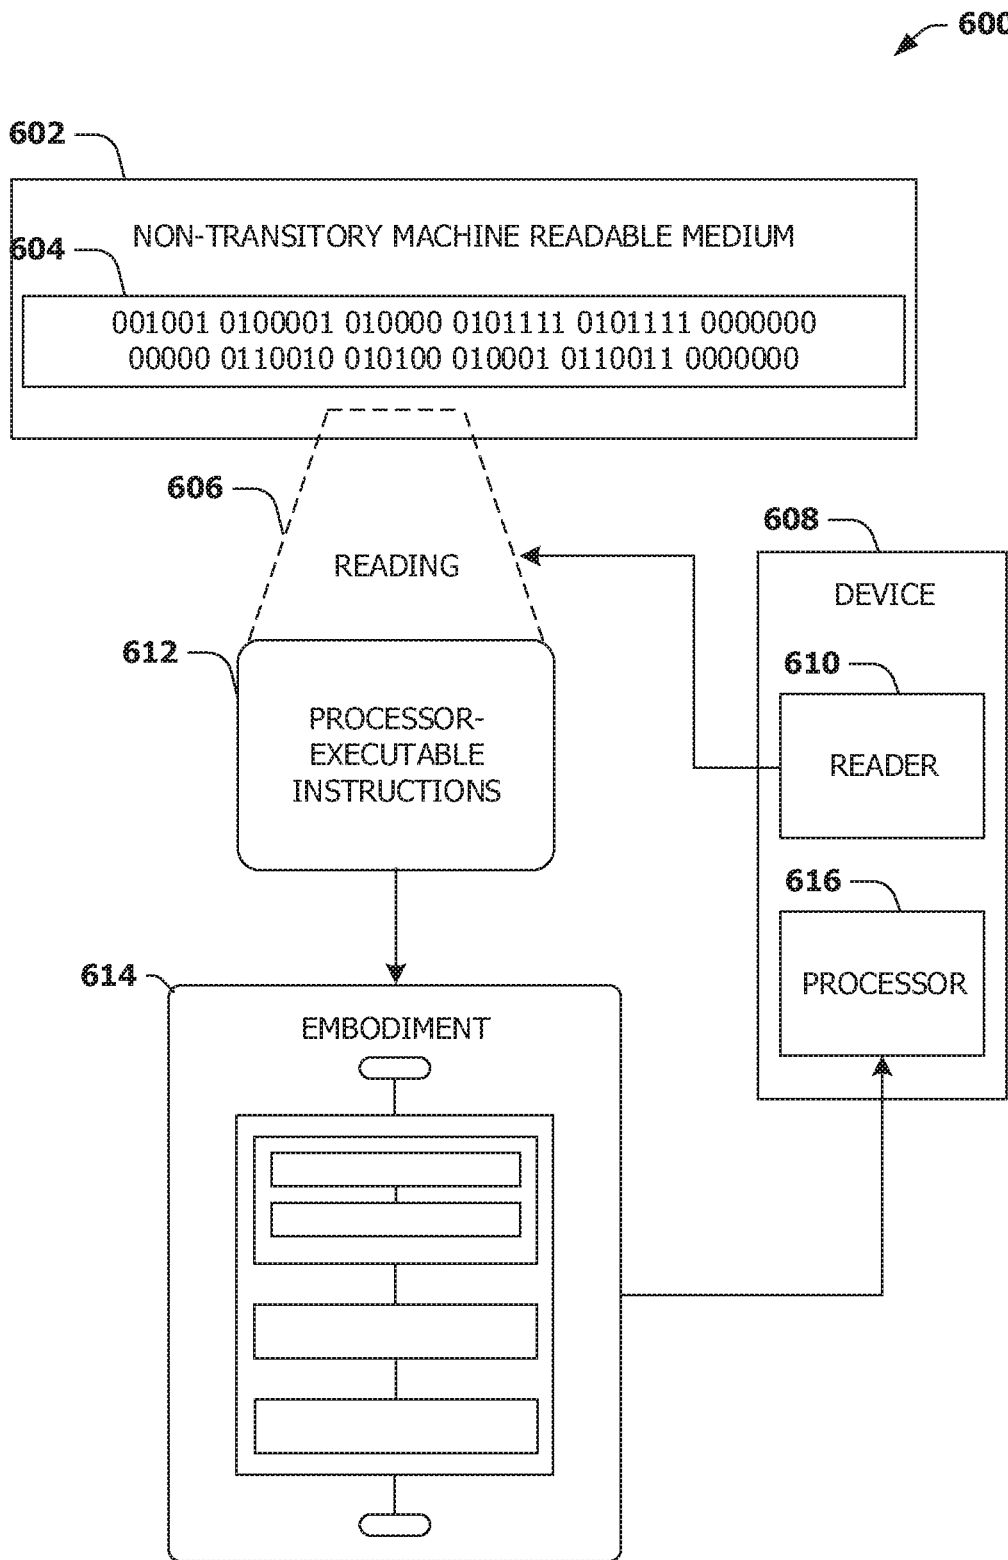 600
602
NON-TRANSITORY MACHINE READABLE MEDIUM
604
001001 0100001 010000 0101111 0101111 0000000
00000 0110010 010100 010001 0110011 0000000
606
READING
608
DEVICE
610
READER
612
PROCESSOR-
EXECUTABLE
INSTRUCTIONS
616
PROCESSOR
614
EMBODIMENT